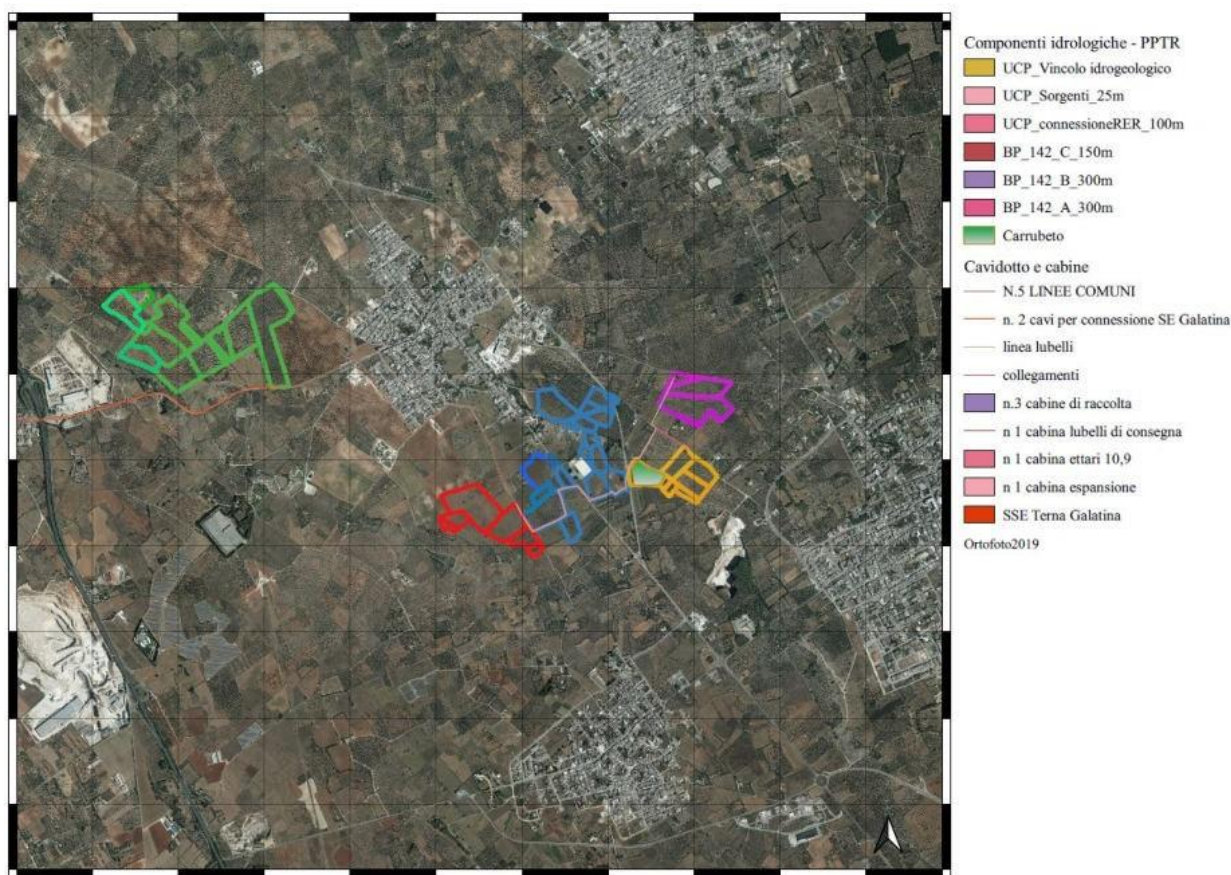 Componenti idrologiche - PPTR
UCP_Vincolo idrogeologico
UCP_Sorgenti_25m
UCP_connessioneRER_100m
BP_142_C_150m
BP_142_B_300m
BP_142_A_300m
Carrubeto
Cavidotto e cabine
N.5 LINEE COMUNI
n. 2 cavi per connessione SE Galatina
linea lubelli
collegamenti
n.3 cabine di raccolta
n 1 cabina lubelli di consegna
n 1 cabina ettari 10,9
n 1 cabina espansione
SSE Terna Galatina
Ortofoto2019